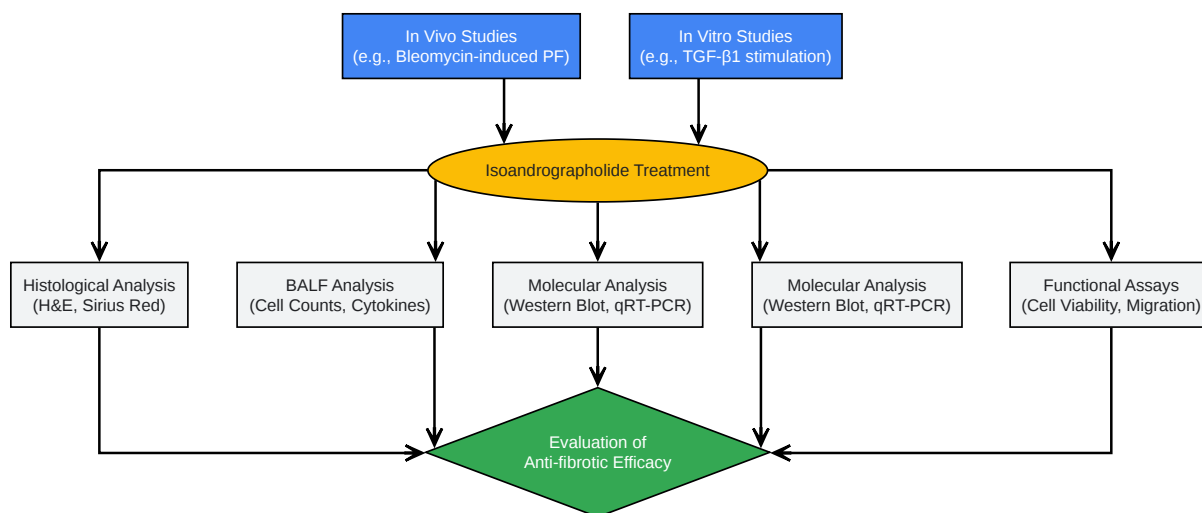 In Vivo Studies
(e.g., Bleomycin-induced PF)
In Vitro Studies
(e.g., TGF-β1 stimulation)
Isoandrographolide Treatment
Histological Analysis
(H&E, Sirius Red)
BALF Analysis
(Cell Counts, Cytokines)
Molecular Analysis
(Western Blot, qRT-PCR)
Molecular Analysis
(Western Blot, qRT-PCR)
Functional Assays
(Cell Viability, Migration)
Evaluation of
Anti-fibrotic Efficacy